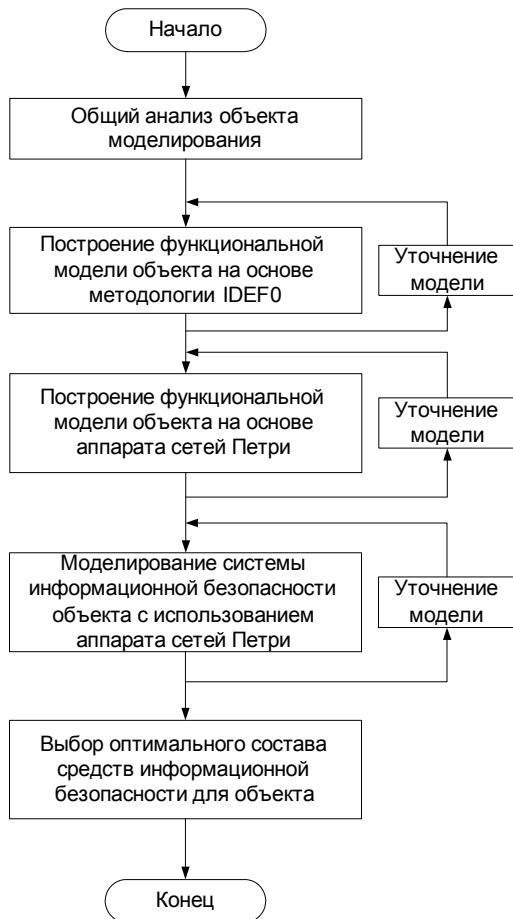 Начало
Общий анализ объекта
моделирования
Построение функциональной
модели объекта на основе
методологии IDEF0
Уточнение
модели
Построение функциональной
модели объекта на основе
аппарата сетей Петри
Уточнение
модели
Моделирование системы
информационной безопасности
объекта с использованием
аппарата сетей Петри
Уточнение
модели
Выбор оптимального состава
средств информационной
безопасности для объекта
Конец